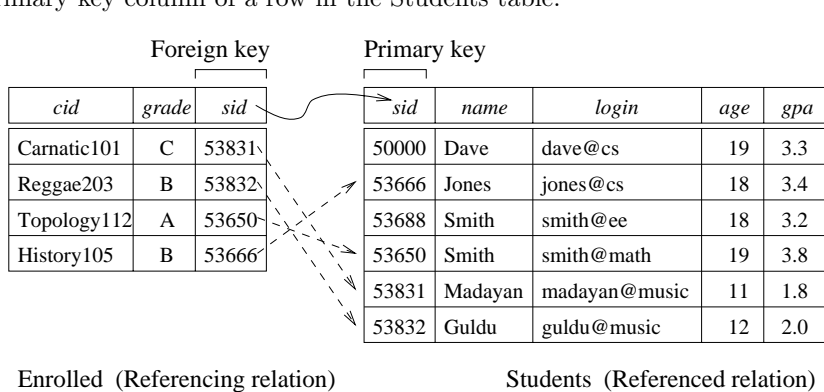 primary key column of a row in the Students table.
Foreign key Primary key
cid grade sid sid name login age gpa
Carnatic101 C 53831 50000 Dave dave@cs 19 3.3
Reggae203 B 53832 53666 Jones jones@cs 18 3.4
Topology112 A 53650 53688 Smith smith@ee 18 3.2
History105 B 53666 53650 Smith smith@math 19 3.8
53831 Madayan madayan@music 11 1.8
53832 Guldu guldu@music 12 2.0
Enrolled (Referencing relation) Students (Referenced relation)